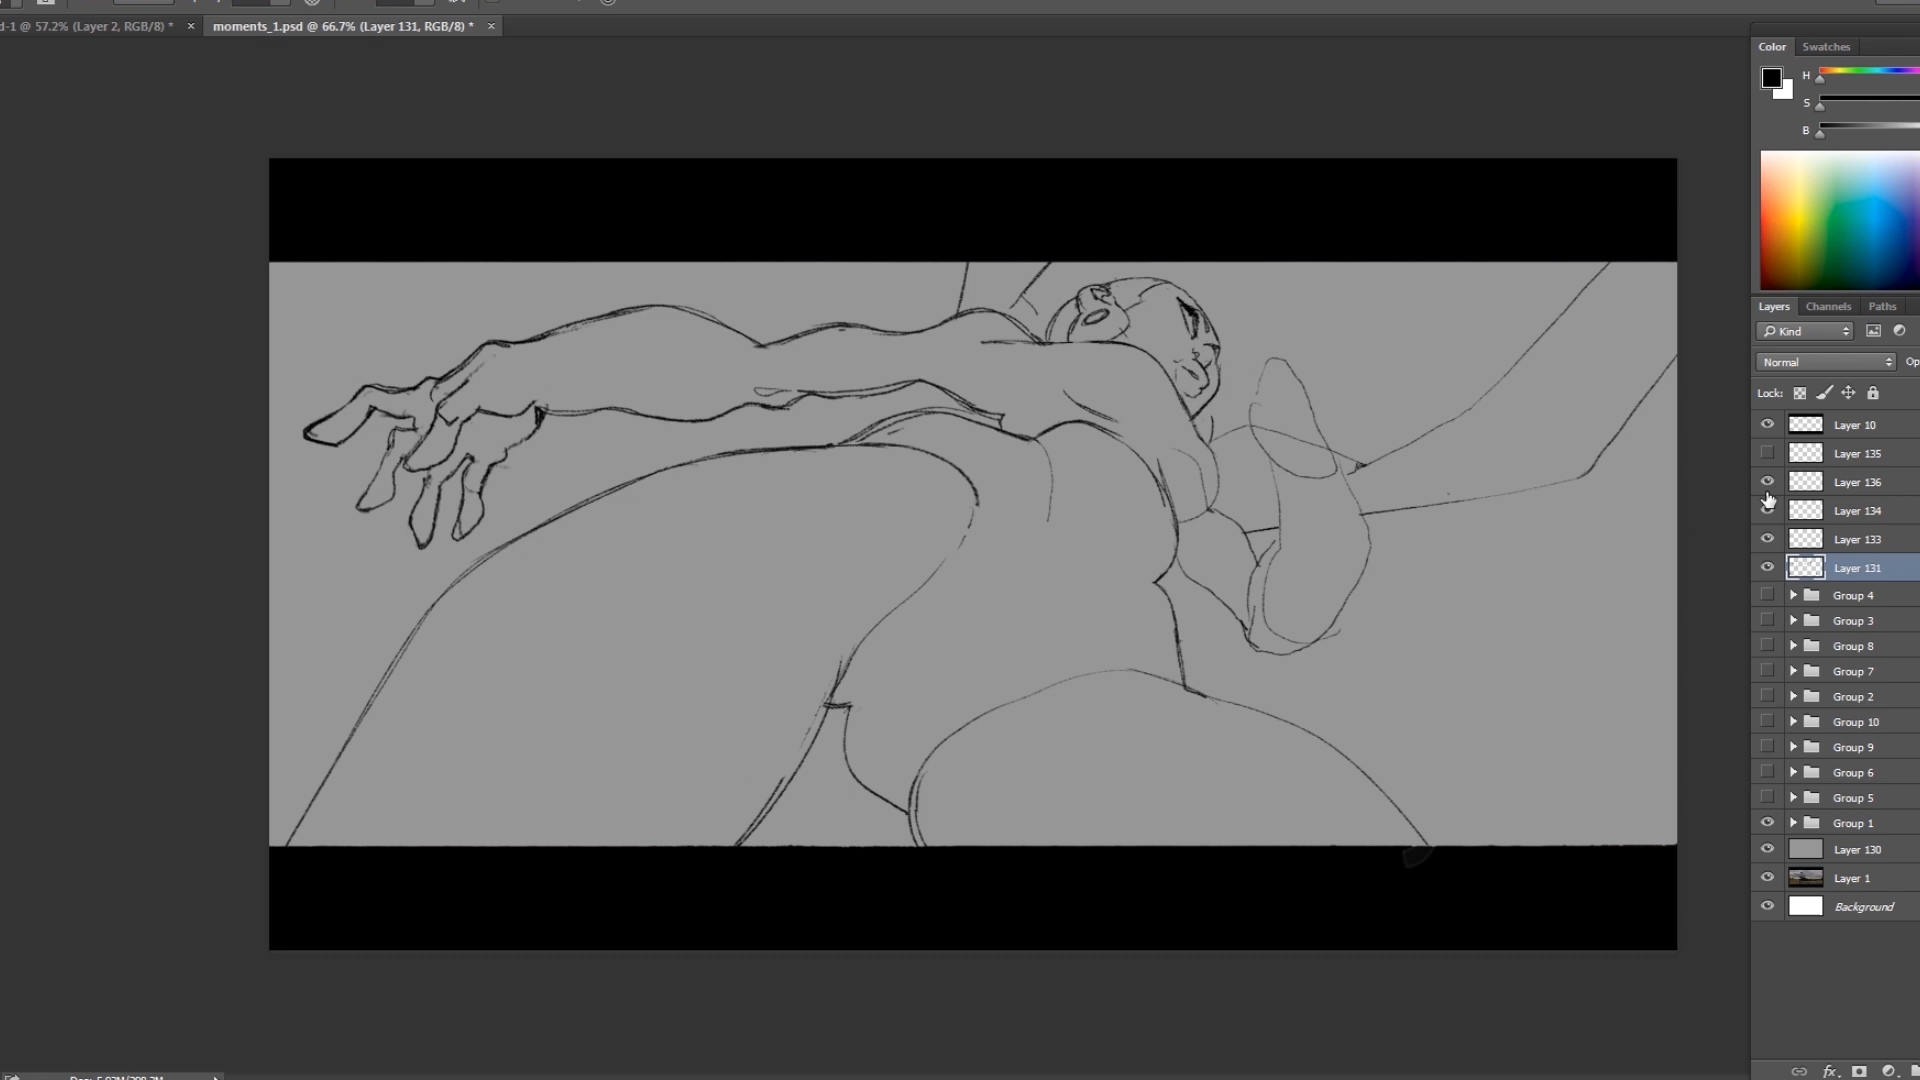 d-1 @ 57.2% (Layer 2, RGB/8) * ×
moments_1.psd @ 66.7% (Layer 131, RGB/8) * ×
Color Swatches
H
S
B
Layers Channels Paths
Kind
Normal Op
Lock:
Layer 10
Layer 135
Layer 136
Layer 134
Layer 133
Layer 131
Group 4
Group 3
Group 8
Group 7
Group 2
Group 10
Group 9
Group 6
Group 5
Group 1
Layer 130
Layer 1
Background
fx